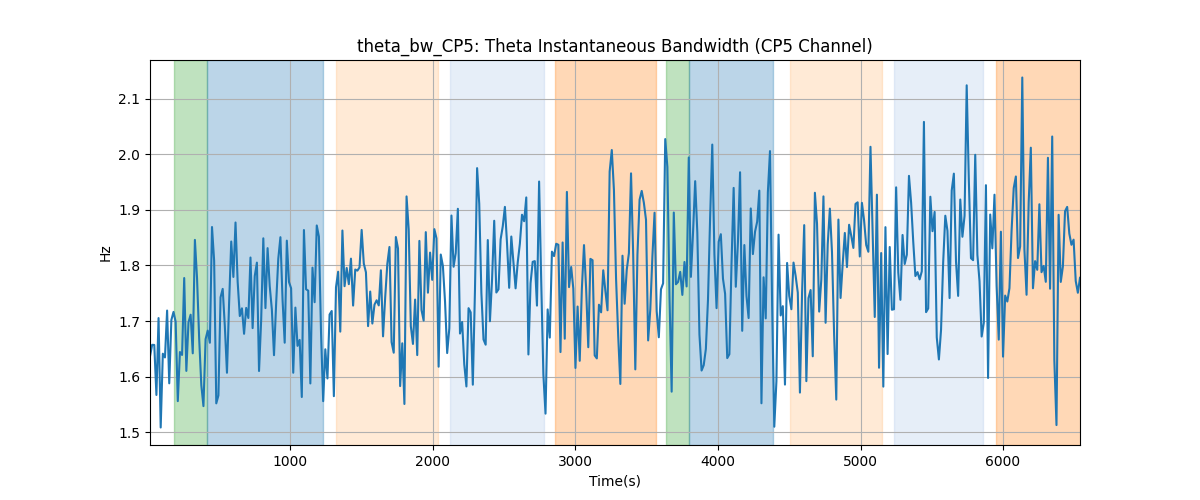 theta_bw_CP5: Theta Instantaneous Bandwidth (CP5 Channel)
Hz
2.1
2.0
1.9
1.8
1.7
1.6
1.5
1000 2000 3000 4000 5000 6000
Time(s)